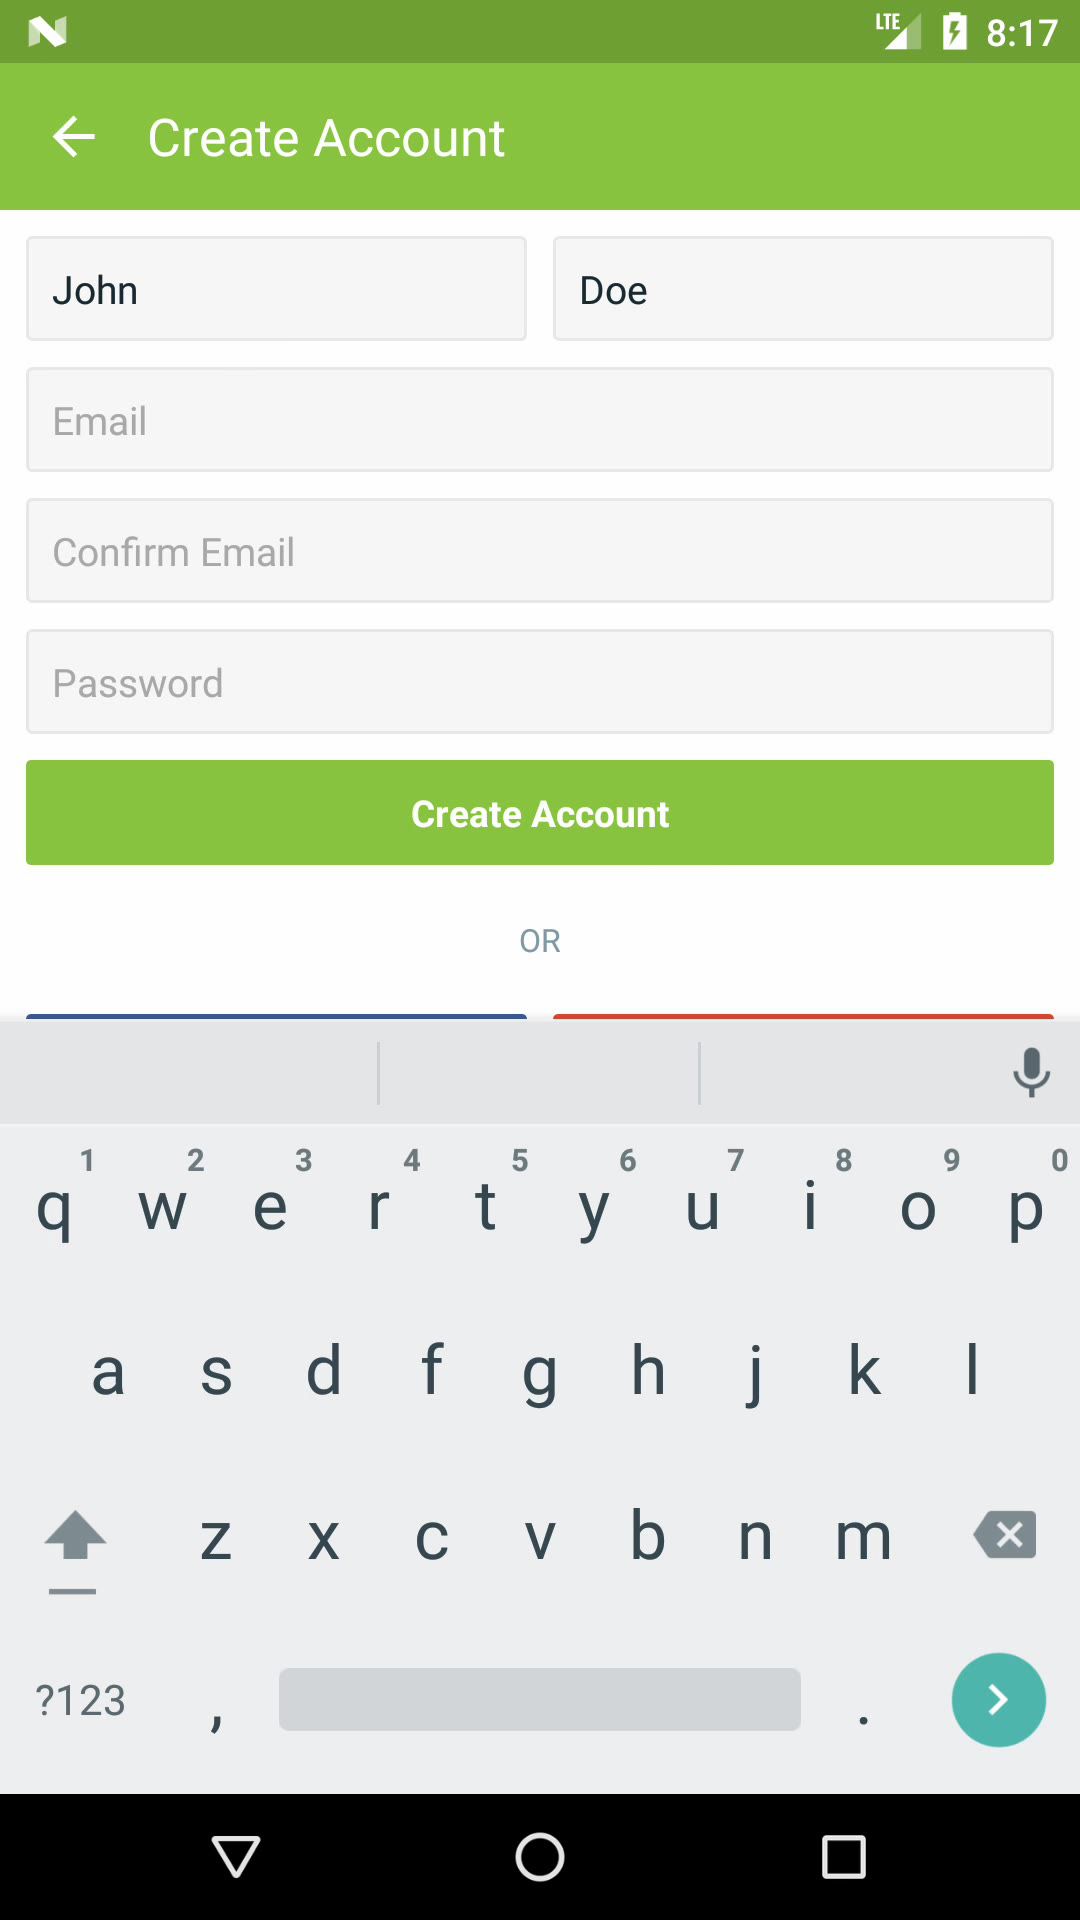 LTE 8:17
Create Account
John Doe
Email
Confirm Email
Password
Create Account
OR
1 2 3 4 5 6 7 8 9 0
q w e r t y u i o p
a s d f g h j k l
z x c v b n m
?123 , .